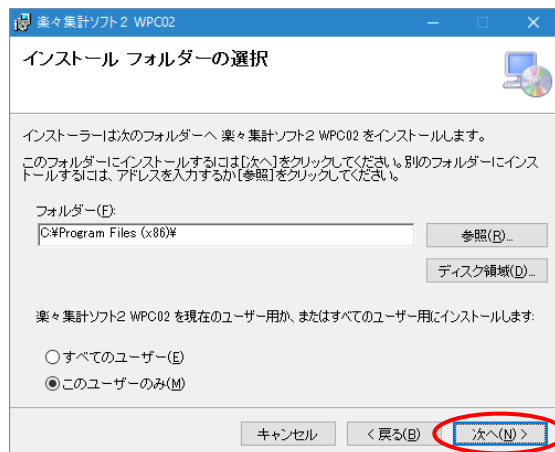 楽々集計ソフト2 WPC02
インストール フォルダーの選択
インストーラーは次のフォルダーへ 楽々集計ソフト2 WPC02 をインストールします。
このフォルダーにインストールするには[次へ]をクリックしてください。別のフォルダーにインス
トールするには、アドレスを入力するか[参照]をクリックしてください。
フォルダー(F):
C:¥Program Files (x86)¥
参照(R)...
ディスク領域(D)...
楽々集計ソフト2 WPC02 を現在のユーザー用か、またはすべてのユーザー用にインストールします:
すべてのユーザー(E)
このユーザーのみ(M)
キャンセル
< 戻る(B)
次へ(N) >